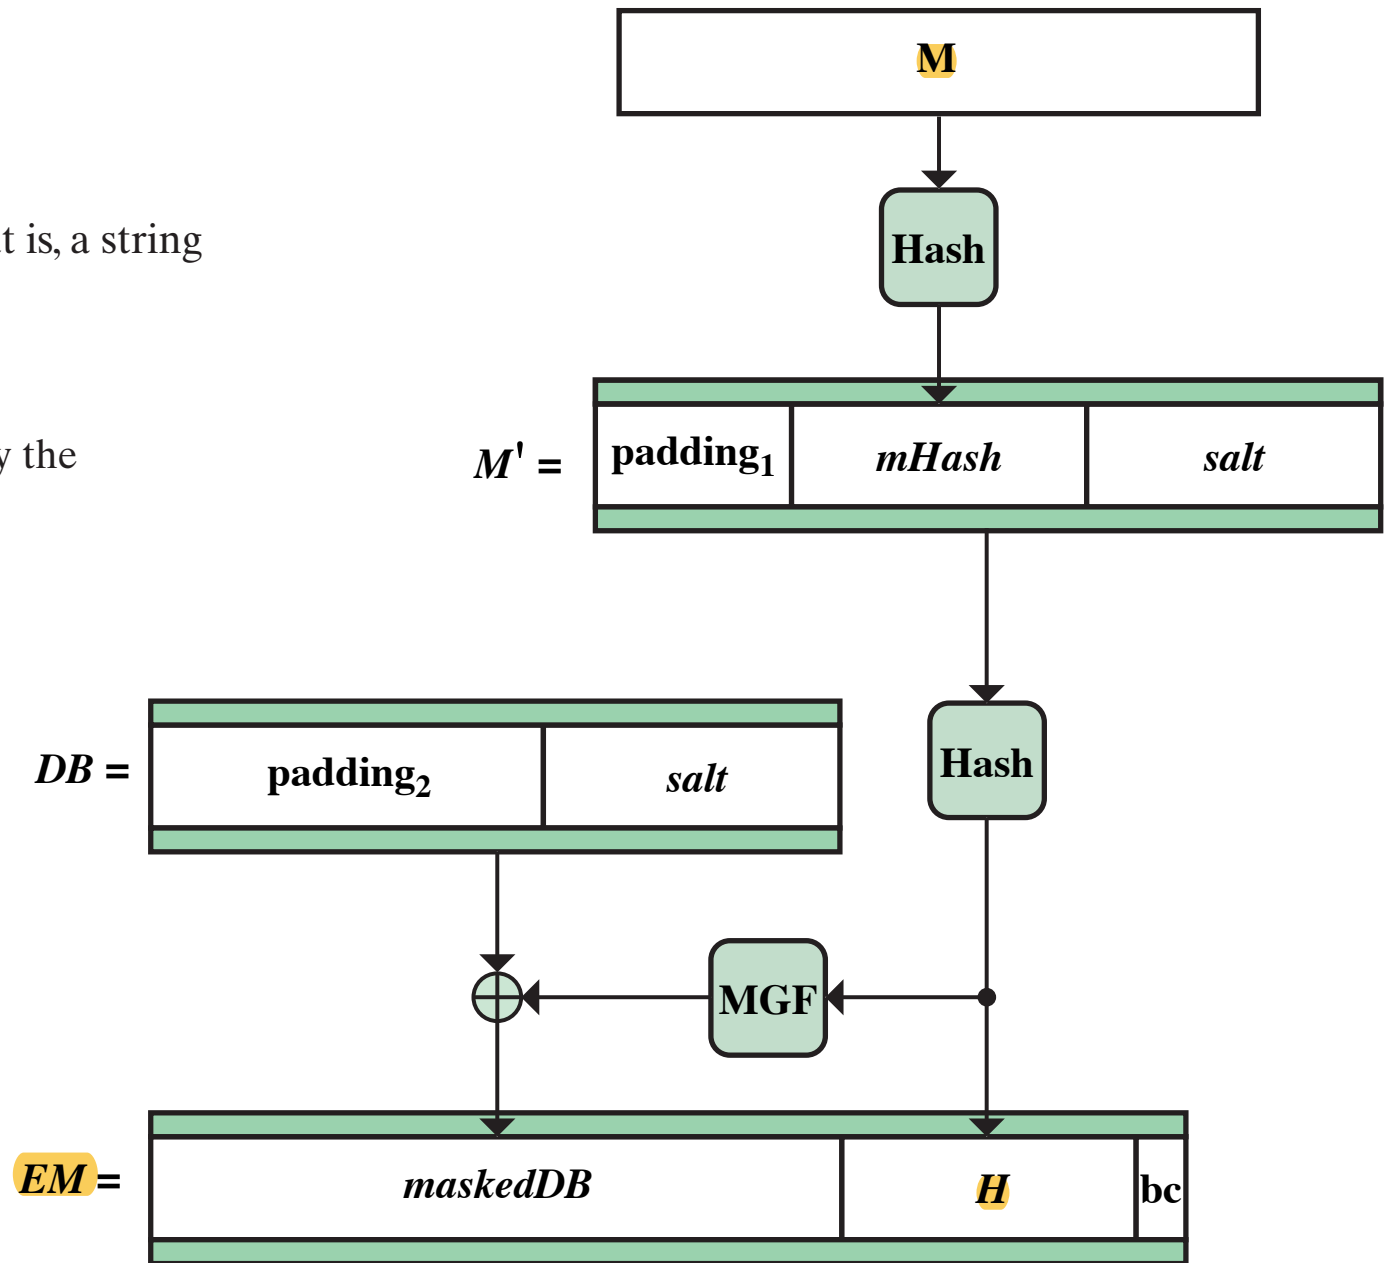 M
t is, a string
Hash
y the
M' = padding₁ mHash salt
DB = padding₂ salt
Hash
MGF
EM = maskedDB H bc